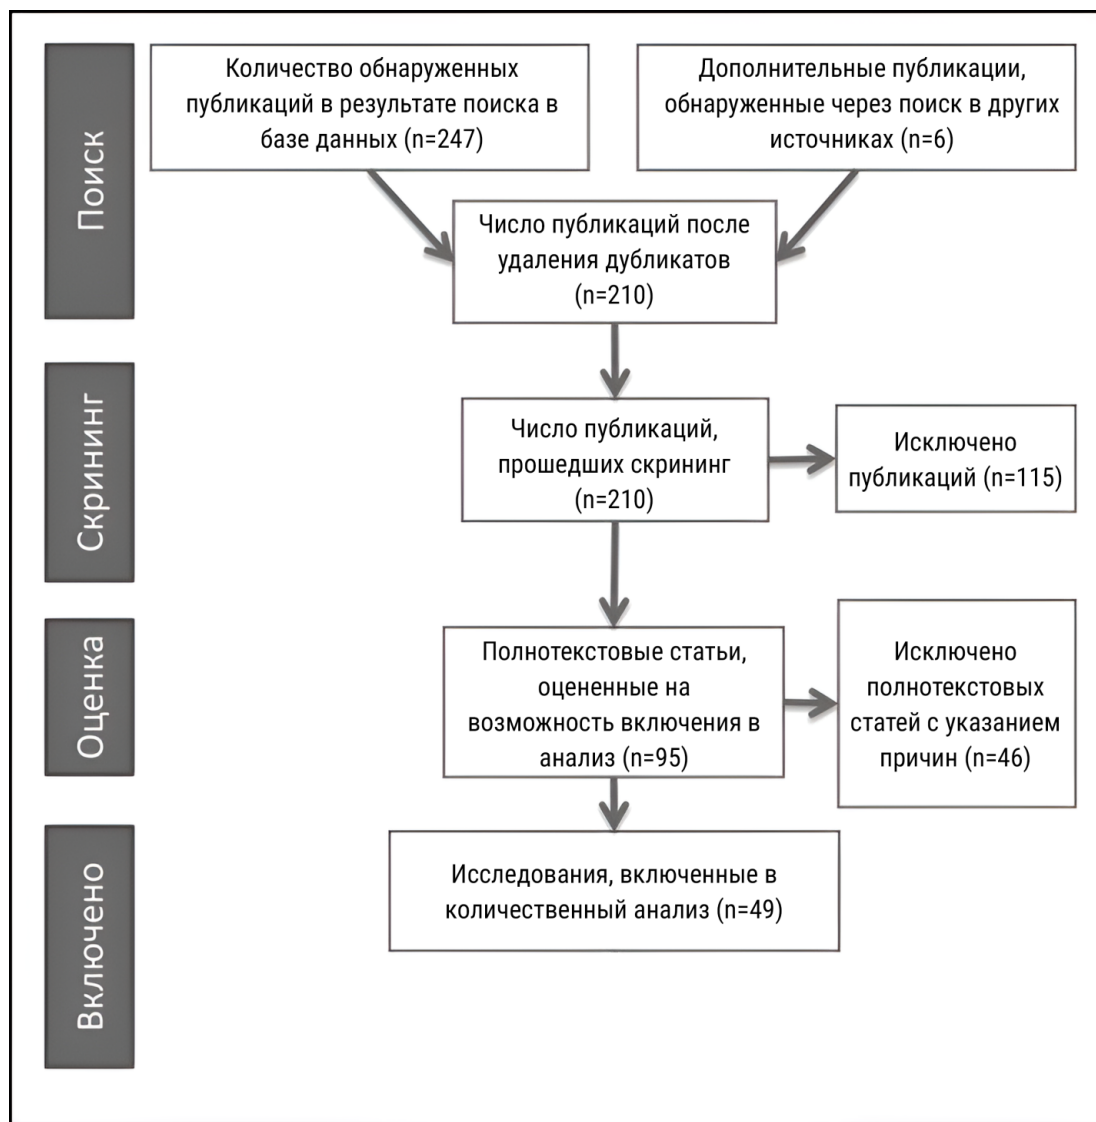 Поиск
Количество обнаруженных
публикаций в результате поиска в
базе данных (n=247)
Дополнительные публикации,
обнаруженные через поиск в других
источниках (n=6)
Число публикаций после
удаления дубликатов
(n=210)
Скрининг
Число публикаций,
прошедших скрининг
(n=210)
Исключено
публикаций (n=115)
Оценка
Полнотекстовые статьи,
оцененные на
возможность включения в
анализ (n=95)
Исключено
полнотекстовых
статей с указанием
причин (n=46)
Включено
Исследования, включенные в
количественный анализ (n=49)